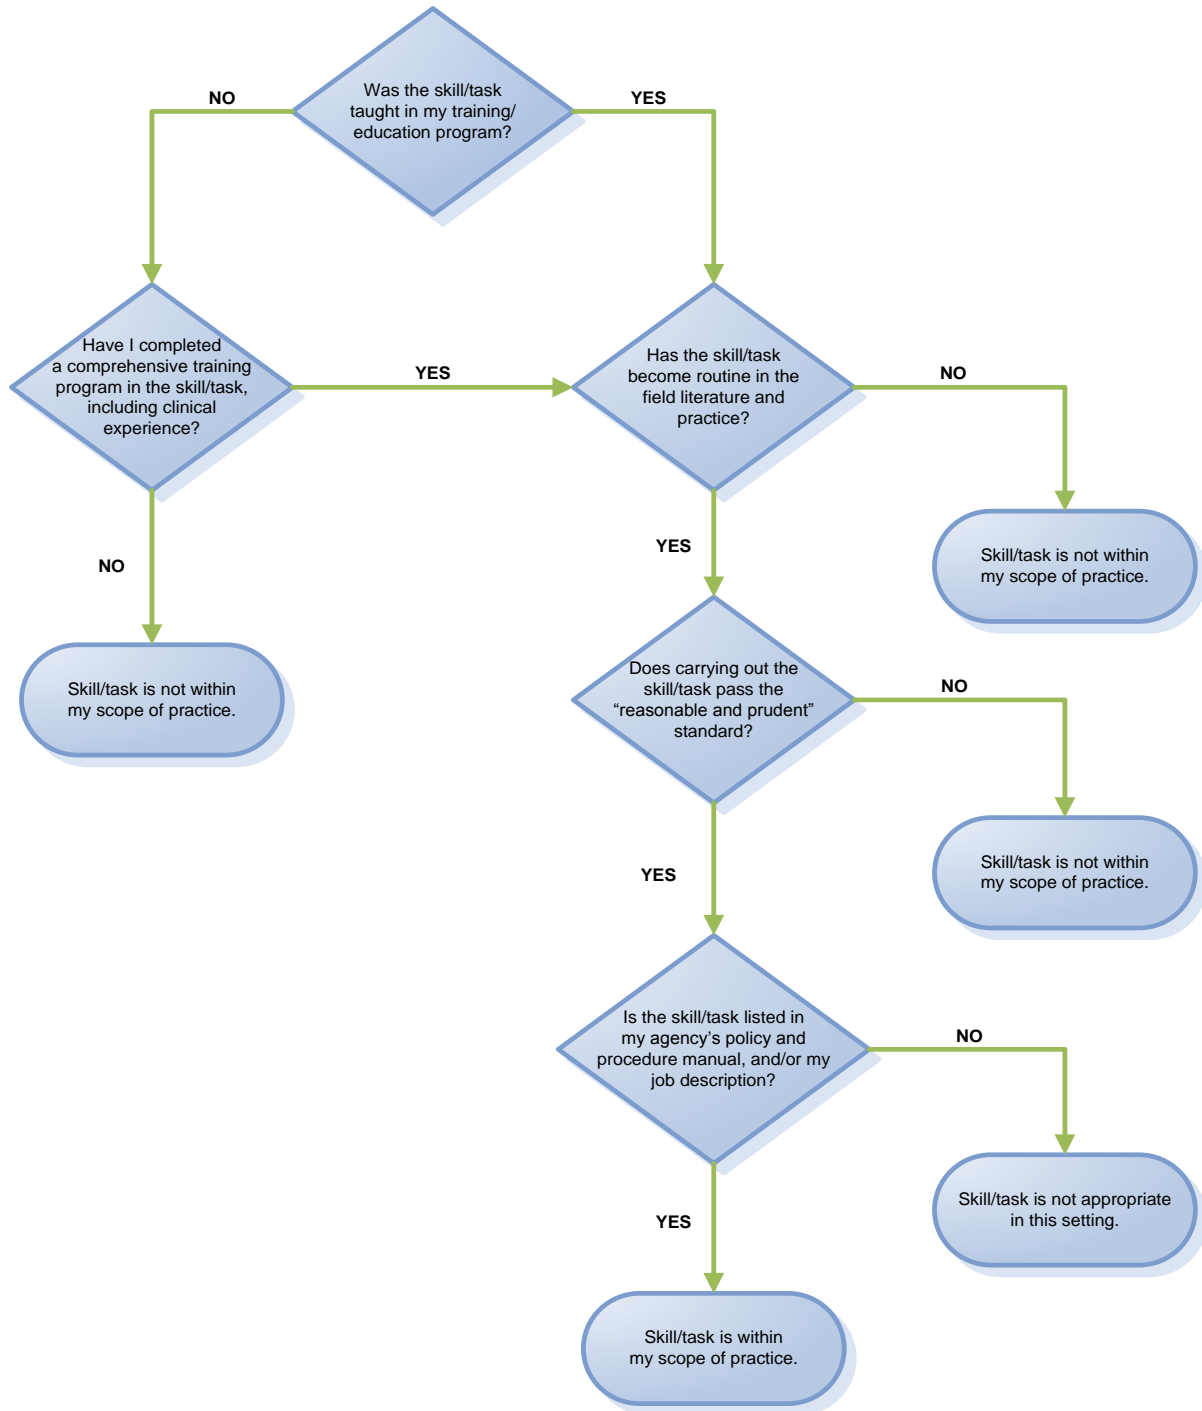 Was the skill/task
taught in my training/
education program?
NO
YES
Have I completed
a comprehensive training
program in the skill/task,
including clinical
experience?
YES
Has the skill/task
become routine in the
field literature and
practice?
NO
NO
YES
Skill/task is not within
my scope of practice.
Skill/task is not within
my scope of practice.
Does carrying out the
skill/task pass the
“reasonable and prudent”
standard?
NO
YES
Skill/task is not within
my scope of practice.
Is the skill/task listed in
my agency’s policy and
procedure manual, and/or my
job description?
NO
YES
Skill/task is not appropriate
in this setting.
Skill/task is within
my scope of practice.